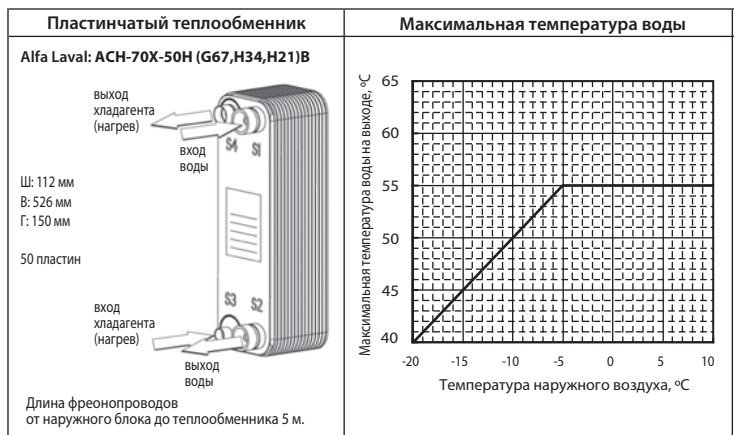 Пластинчатый теплообменник
Alfa Laval: ACH-70X-50H (G67,H34,H21)B
выход
хладагента
(нагрев)
вход
воды
S4 S1
Ш: 112 мм
В: 526 мм
Г: 150 мм
50 пластин
S3 S2
вход
хладагента
(нагрев)
выход
воды
Длина фреонопроводов
от наружного блока до теплообменника 5 м.
Максимальная температура воды
Максимальная температура воды на выходе, ºС
65
60
55
50
45
40
-20 -15 -10 -5 0 5 10
Температура наружного воздуха, ºС